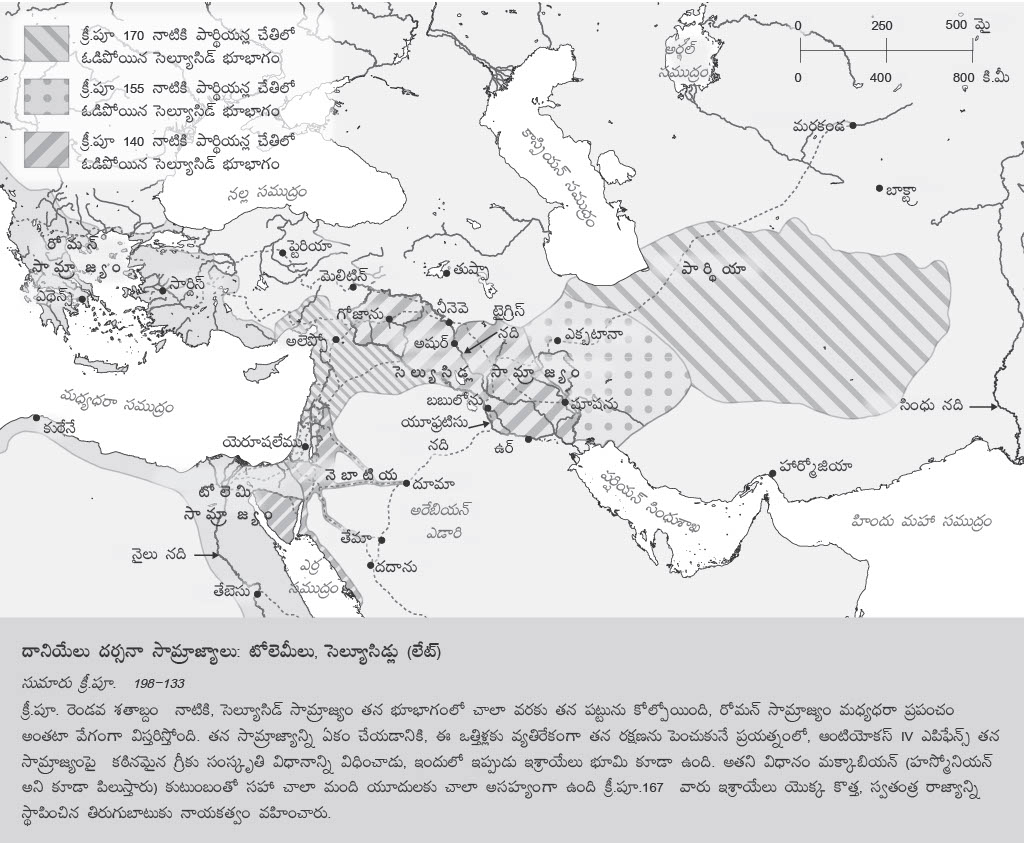 క్రీ.పూ 170 నాటికి పార్థియన్ల చేతిలో
ఓడిపోయిన సెల్యూసిడ్ భూభాగం
క్రీ.పూ 155 నాటికి పార్థియన్ల చేతిలో
ఓడిపోయిన సెల్యూసిడ్ భూభాగం
క్రీ.పూ 140 నాటికి పార్థియన్ల చేతిలో
ఓడిపోయిన సెల్యూసిడ్ భూభాగం
0 250 500 మై
0 400 800 కి.మీ
అర్గల్
సముద్రం
మరకండ
బాక్ట్రా
కాస్పియన్ సముద్రం
నల్ల సముద్రం
రోమన్
సామ్రాజ్యం
ఏథెన్స్
సార్డిస్
ప్టెరియా
మెలిటిన్
తుష్పా
గోజాను
నీనెవె
టైగ్రిస్
నది
అషుర్
అలెప్పో
ఎక్బటానా
పార్థియా
సెల్యుసిడ్ల సామ్రాజ్యం
బబులోను
షూషను
యూఫ్రటిసు
నది
ఉర్
సింధు నది
మధ్యధరా సముద్రం
కురేనే
యెరూషలేము
నెబాటియ
దూమా
టోలెమి
సామ్రాజ్యం
అరేబియన్
ఎడారి
తేమా
దదాను
నైలు నది
తేబెసు
ఎర్ర
సముద్రం
హార్మోజియా
పర్షియన్ సింధుశాఖ
హిందు మహా సముద్రం
దానియేలు దర్శనా సామ్రాజ్యాలు: టోలెమీలు, సెల్యూసిడ్లు (లేట్)
సుమారు క్రీ.పూ. 198–133
క్రీ.పూ. రెండవ శతాబ్దం నాటికి, సెల్యూసిడ్ సామ్రాజ్యం తన భూభాగంలో చాలా వరకు తన పట్టును కోల్పోయింది, రోమన్ సామ్రాజ్యం మధ్యధరా ప్రపంచం
అంతటా వేగంగా విస్తరిస్తోంది. తన సామ్రాజ్యాన్ని ఏకం చేయడానికి, ఈ ఒత్తిళ్లకు వ్యతిరేకంగా తన రక్షణను పెంచుకునే ప్రయత్నంలో, ఆంటియోకస్ IV ఎపిఫేన్స్ తన
సామ్రాజ్యంపై కఠినమైన గ్రీకు సంస్కృతి విధానాన్ని విధించాడు, ఇందులో ఇప్పుడు ఇశ్రాయేలు భూమి కూడా ఉంది. అతని విధానం మక్కాబియన్ (హస్మోనియన్
అని కూడా పిలుస్తారు) కుటుంబంతో సహా చాలా మంది యూదులకు చాలా అసహ్యంగా ఉంది క్రీ.పూ.167 వారు ఇశ్రాయేలు యొక్క కొత్త, స్వతంత్ర రాజ్యాన్ని
స్థాపించిన తిరుగుబాటుకు నాయకత్వం వహించారు.